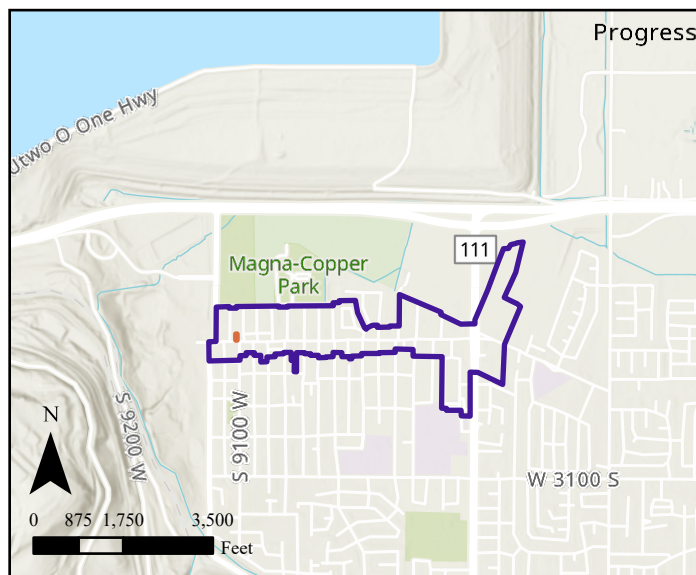 Progress
Utwo O One Hwy
111
Magna-Copper
Park
S 9200 W
S 9100 W
W 3100 S
N
0 875 1,750 3,500
Feet